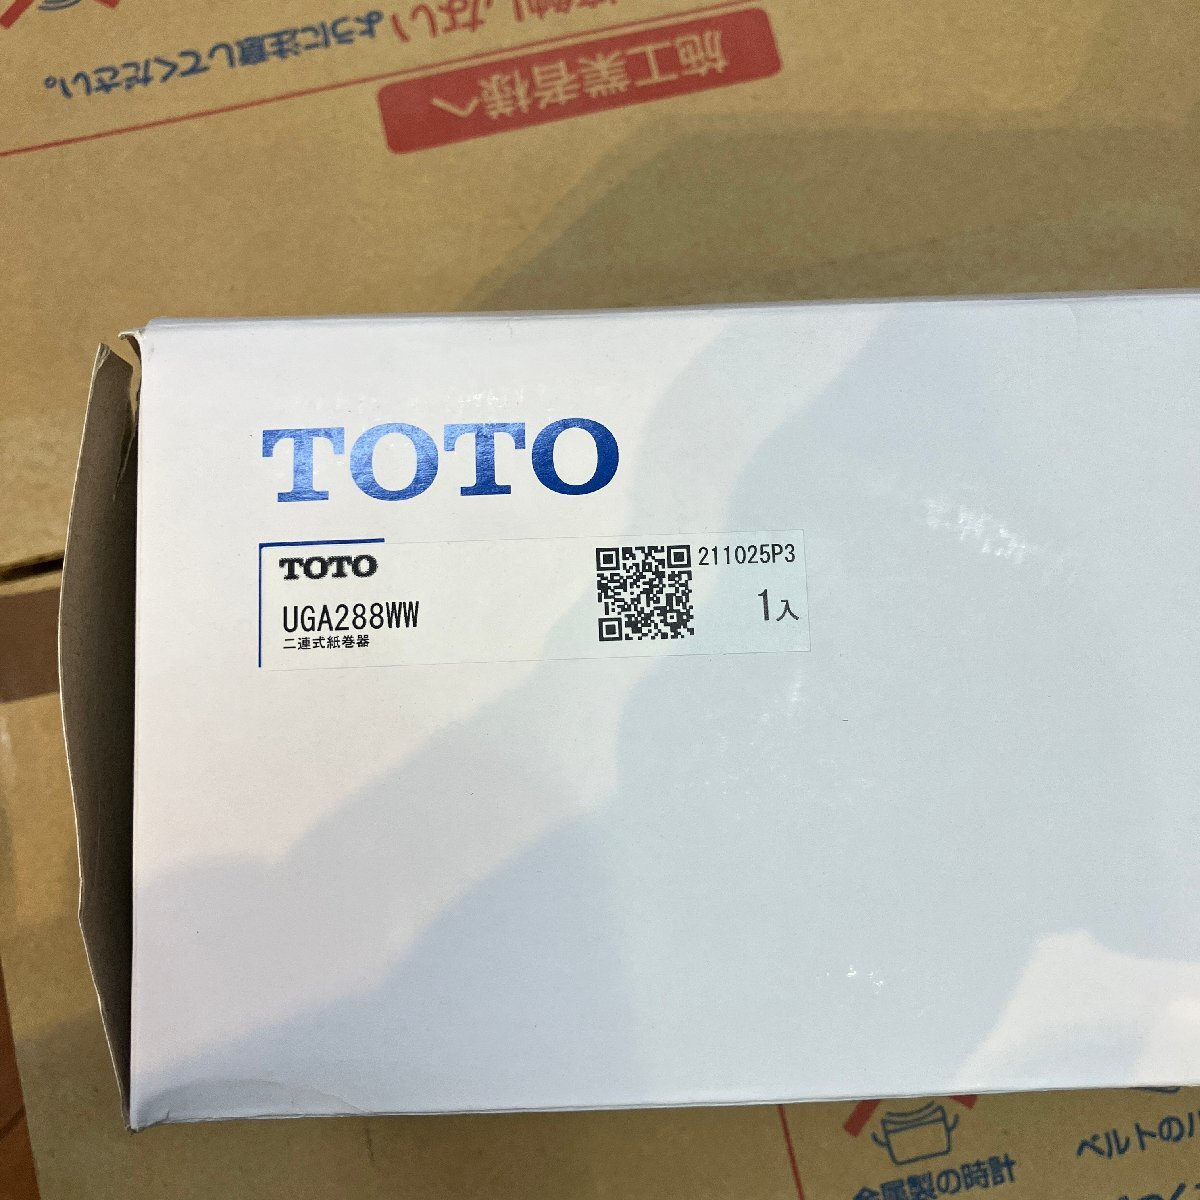 ように注意してください。
施工業者様へ
TOTO
TOTO
211025P3
UGA288WW
1入
二連式紙巻器
金属製の時計
ベルトの